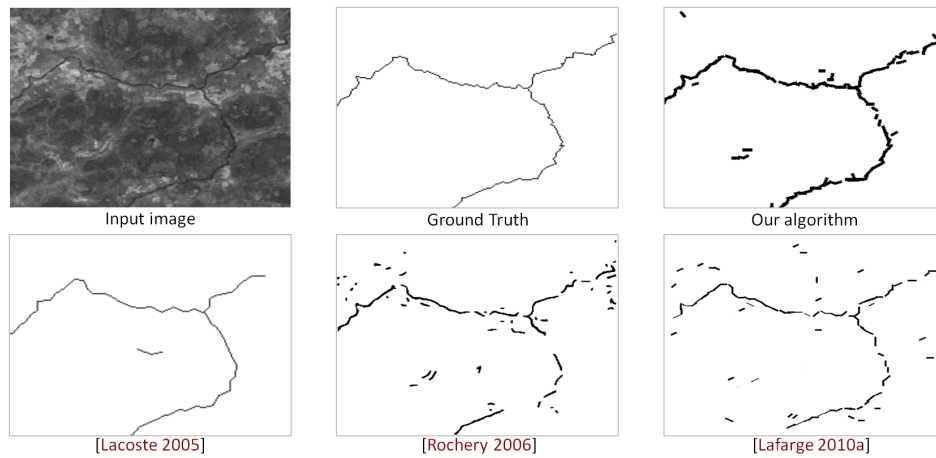 Input image
Ground Truth
Our algorithm
[Lacoste 2005]
[Rochery 2006]
[Lafarge 2010a]